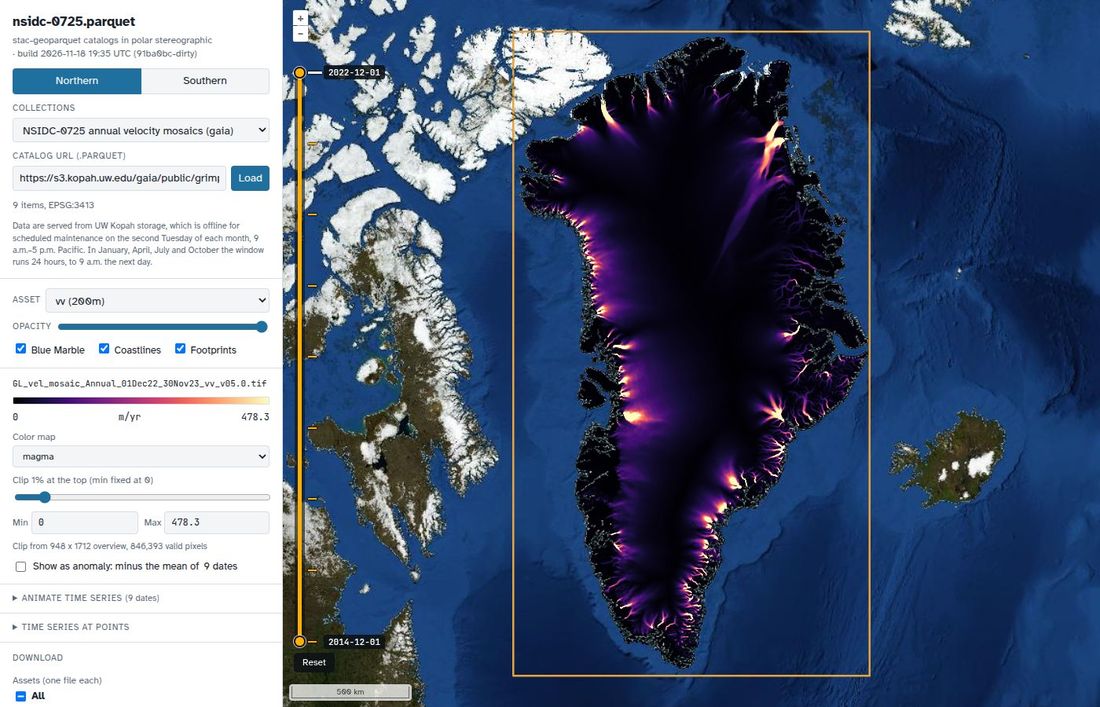 nsidc-0725.parquet
stac-geoparquet catalogs in polar stereographic
· build 2026-11-18 19:35 UTC (91ba0bc-dirty)
Northern
Southern
COLLECTIONS
NSIDC-0725 annual velocity mosaics (gaia)
CATALOG URL (.PARQUET)
https://s3.kopah.uw.edu/gaia/public/grimp
Load
9 items, EPSG:3413
Data are served from UW Kopah storage, which is offline for
scheduled maintenance on the second Tuesday of each month, 9
a.m.–5 p.m. Pacific. In January, April, July and October the window
runs 24 hours, to 9 a.m. the next day.
ASSET
vv (200m)
OPACITY
Blue Marble
Coastlines
Footprints
GL_vel_mosaic_Annual_01Dec22_30Nov23_vv_v05.0.tif
0
m/yr
478.3
Color map
magma
Clip 1% at the top (min fixed at 0)
Min
0
Max
478.3
Clip from 948 x 1712 overview, 846,393 valid pixels
Show as anomaly: minus the mean of 9 dates
▶ ANIMATE TIME SERIES (9 dates)
▶ TIME SERIES AT POINTS
DOWNLOAD
Assets (one file each)
All
+
−
2022-12-01
2014-12-01
Reset
500 km